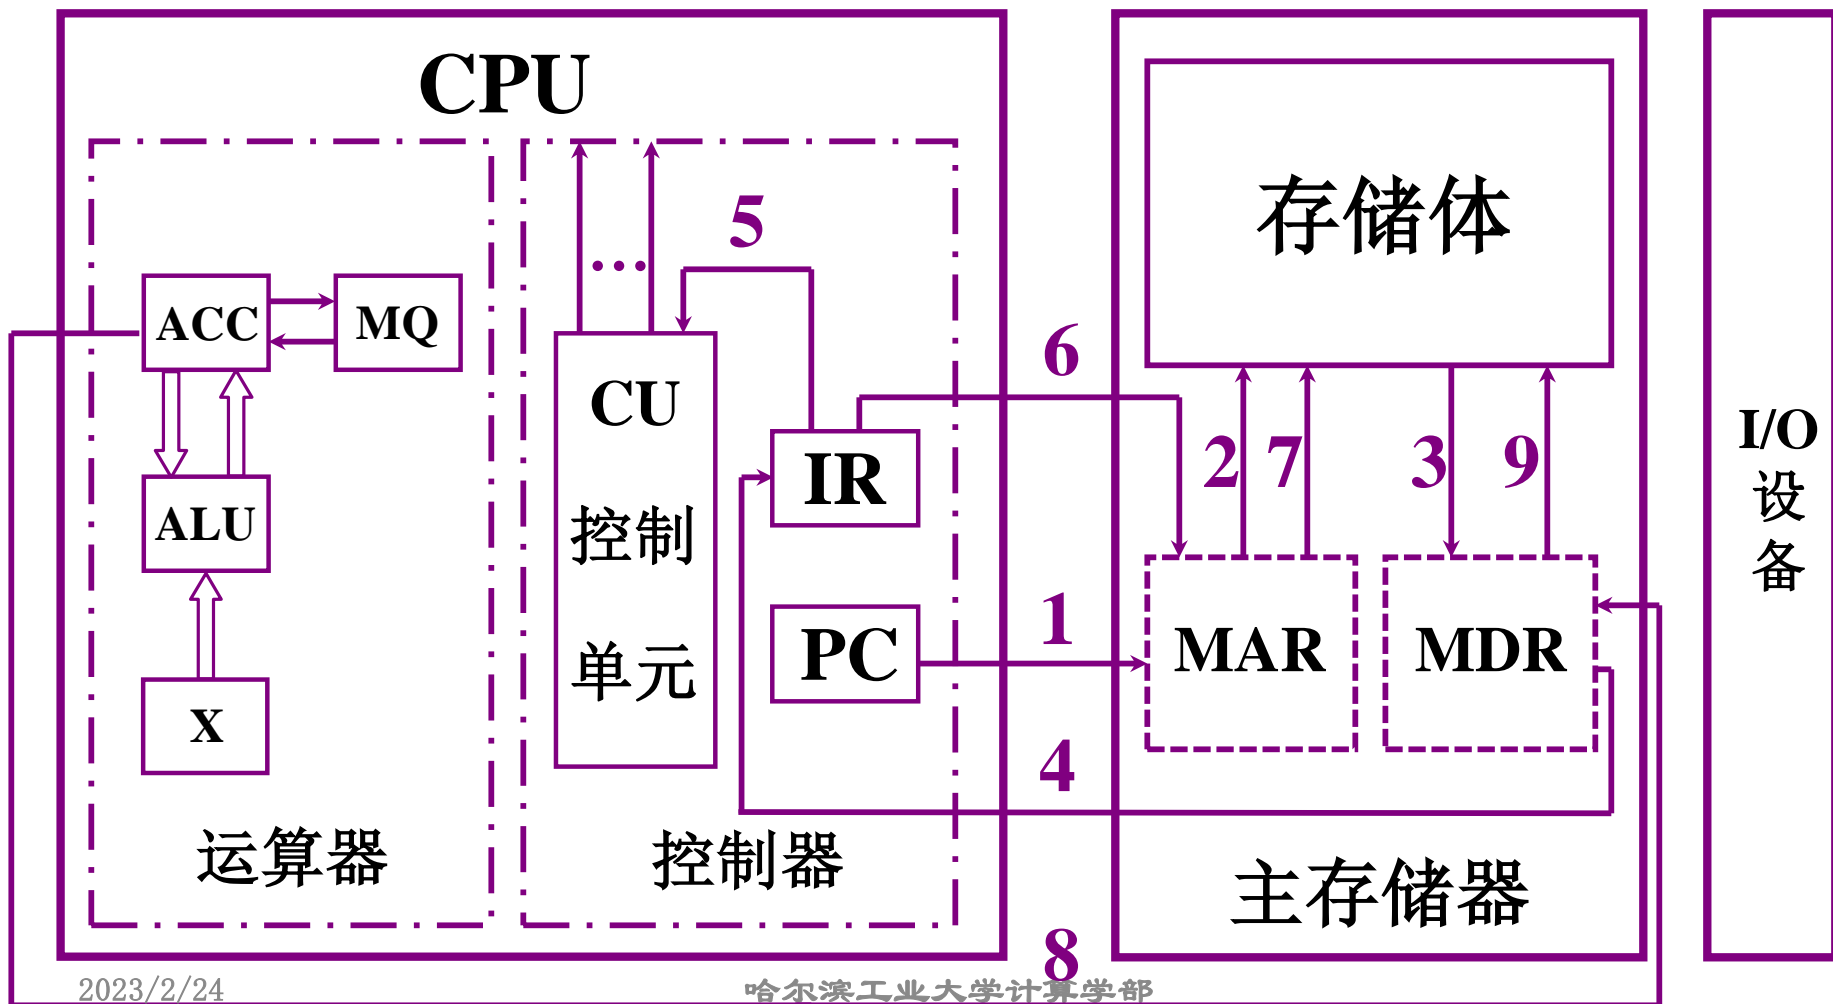 CPU
5
…
ACC
MQ
ALU
X
运算器
CU
控制
单元
IR
PC
控制器
6
1
4
8
存储体
2
7
3
9
MAR
MDR
主存储器
I/O
设
备
2023/2/24
哈尔滨工业大学计算学部